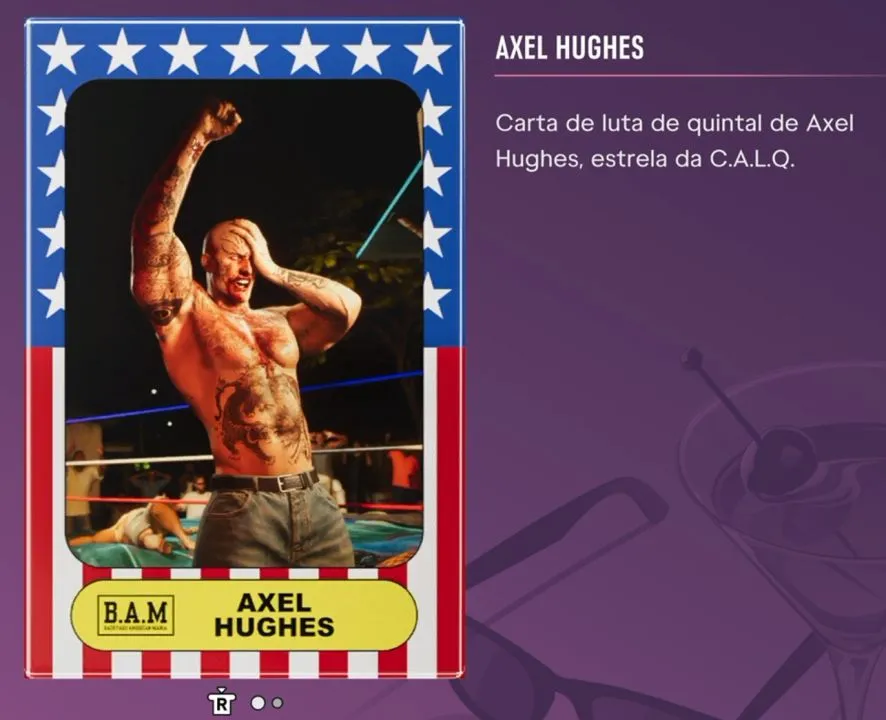 AXEL HUGHES
Carta de luta de quintal de Axel
Hughes, estrela da C.A.L.Q.
B.A.M
AXEL
HUGHES
R